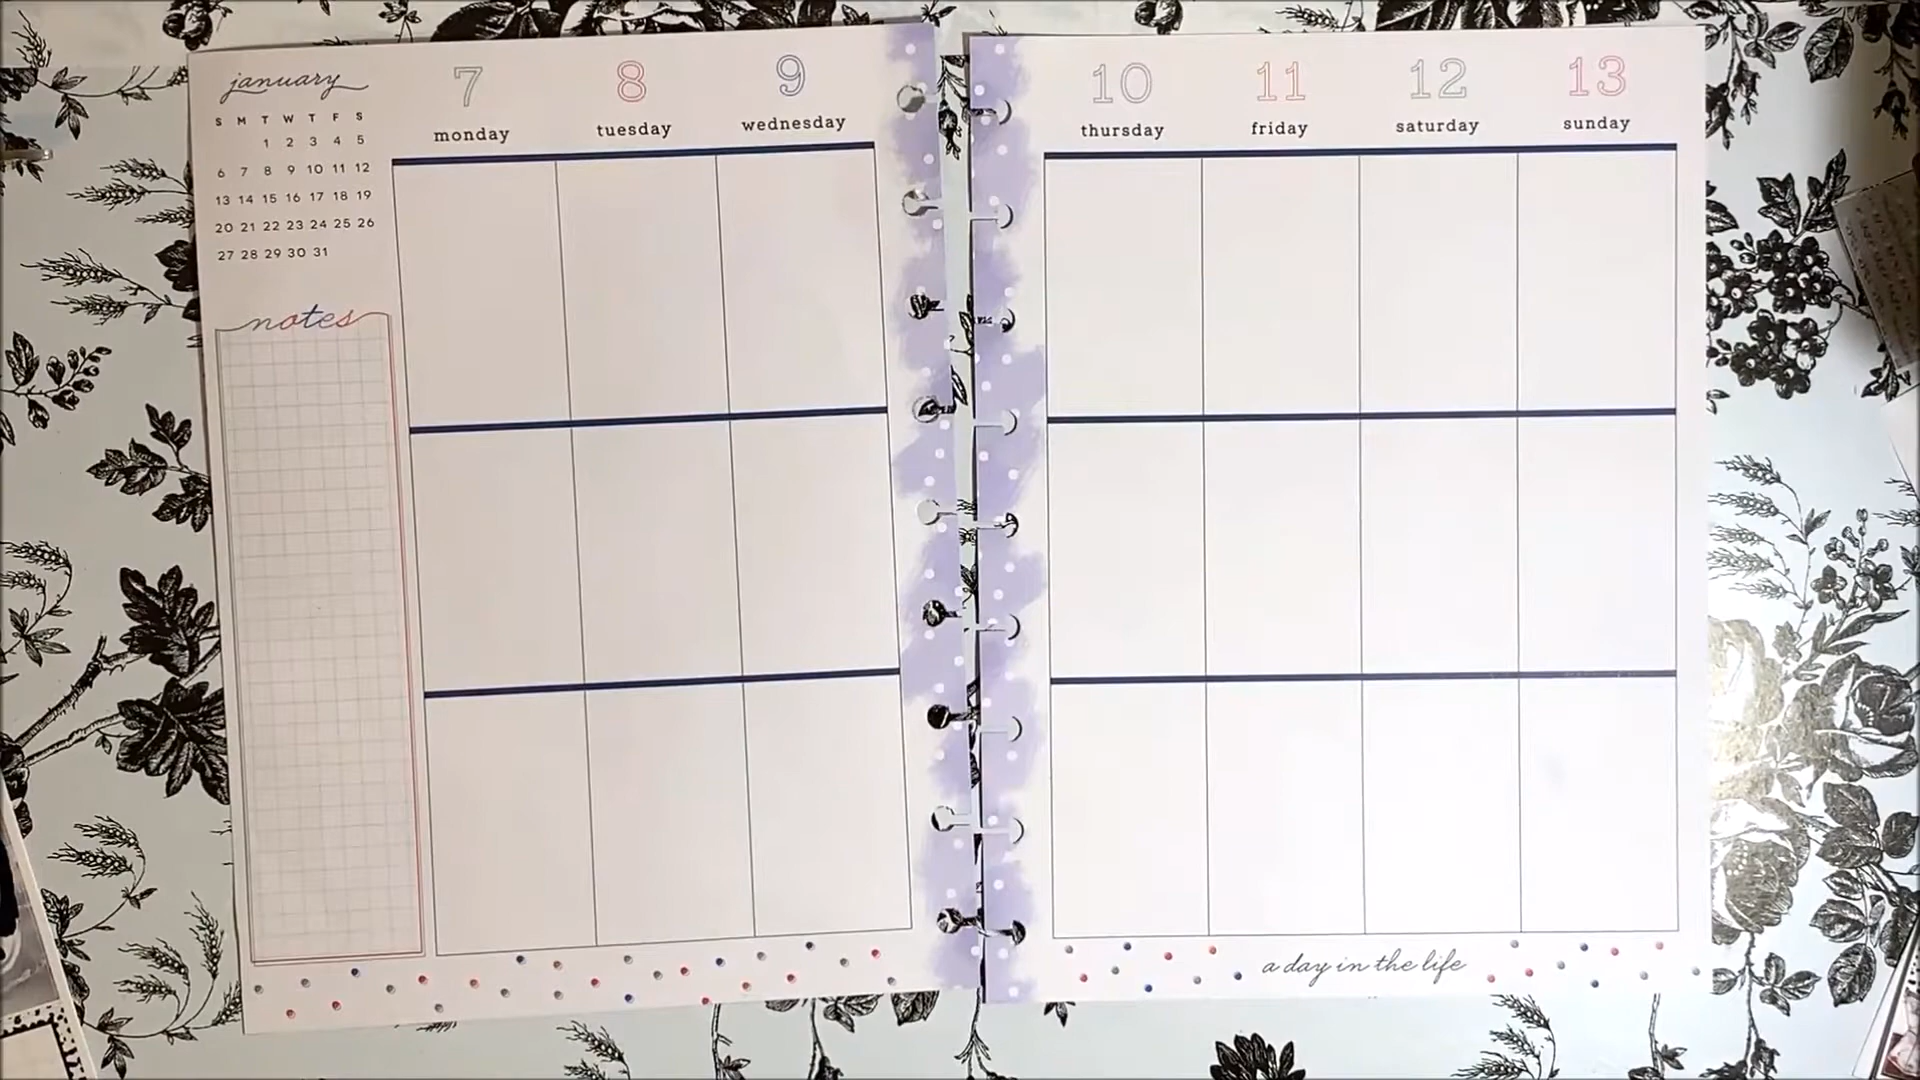 january
S M T W T F S
1 2 3 4 5
6 7 8 9 10 11 12
13 14 15 16 17 18 19
20 21 22 23 24 25 26
27 28 29 30 31
notes
7 8 9
monday tuesday wednesday
10 11 12 13
thursday friday saturday sunday
a day in the life